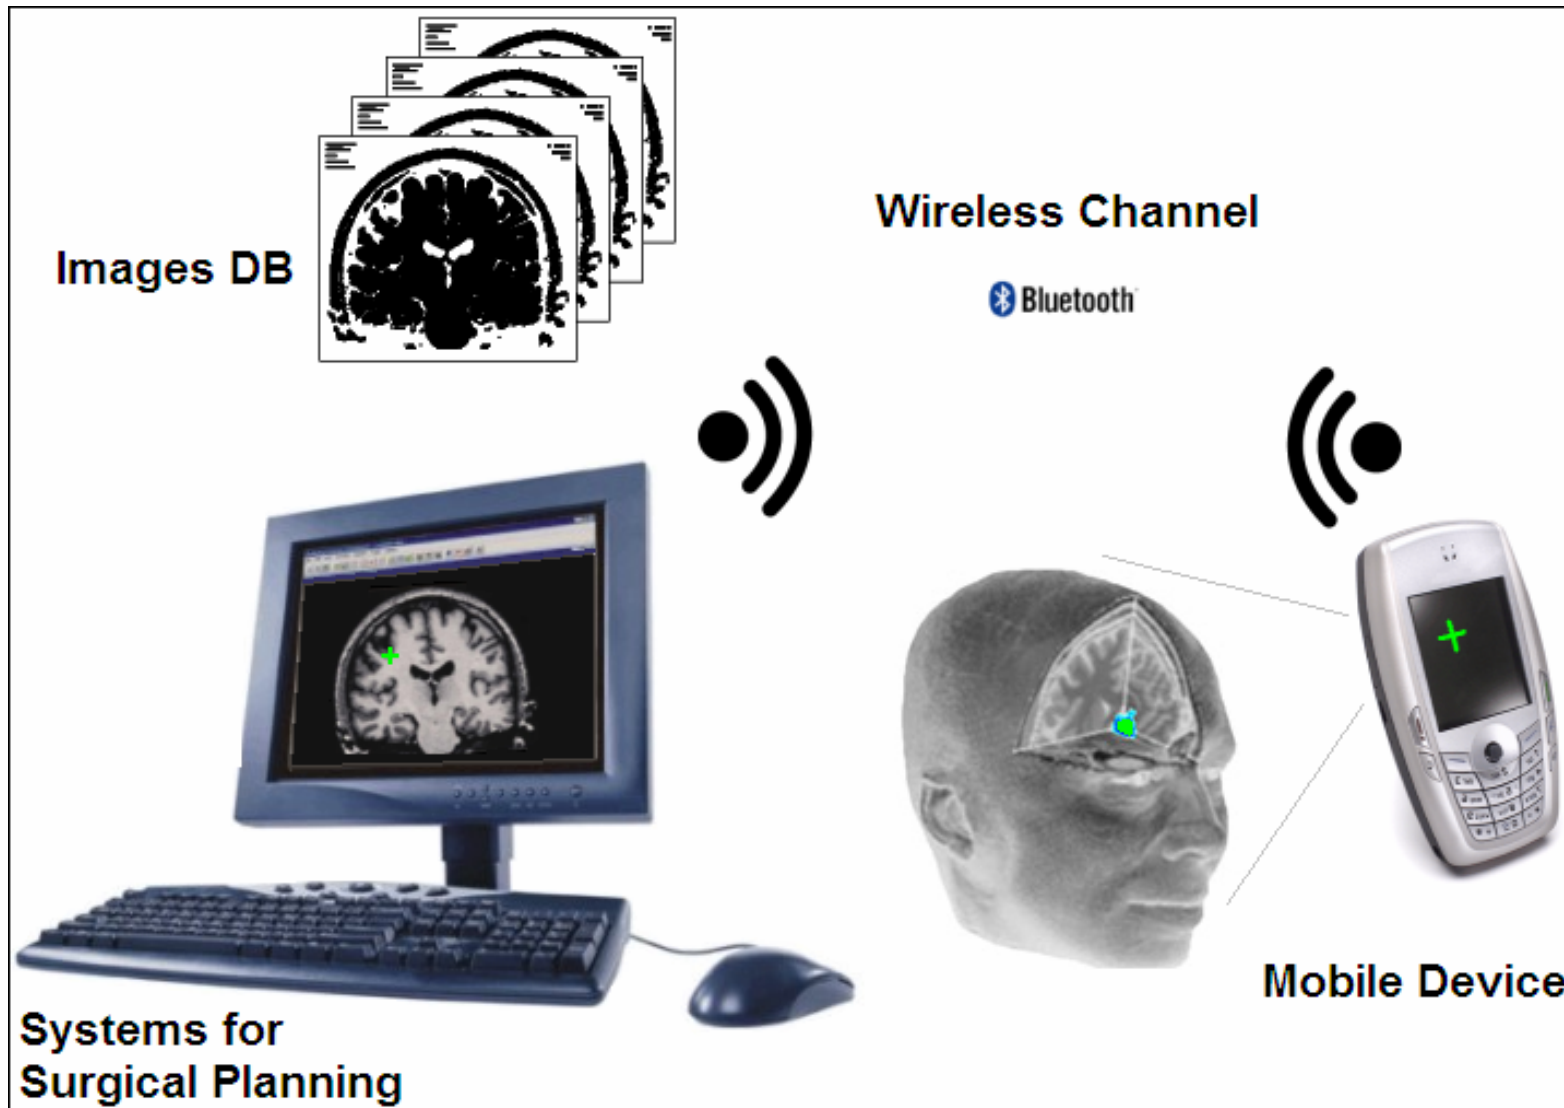 Images DB
Wireless Channel
Bluetooth
Systems for
Surgical Planning
Mobile Device